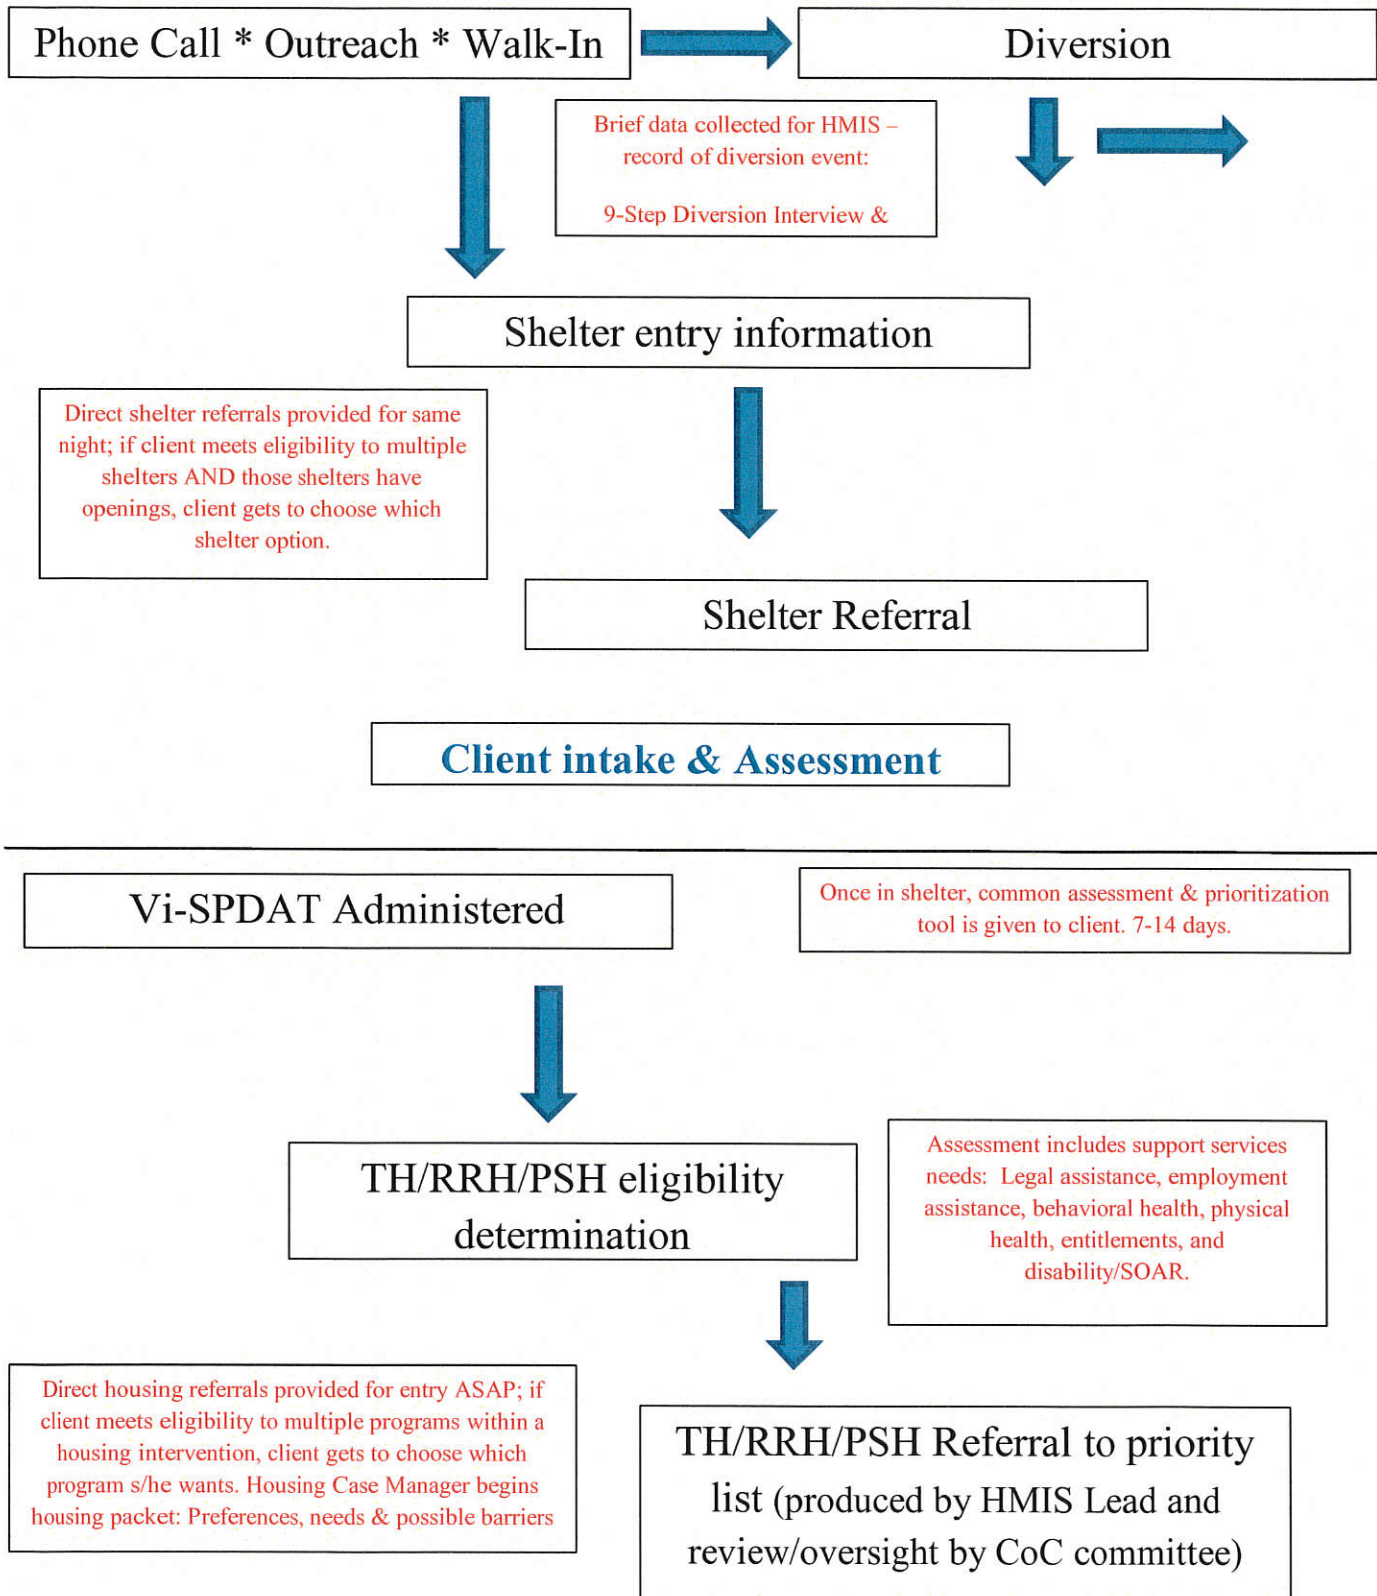 Phone Call * Outreach * Walk-In
Diversion
Brief data collected for HMIS –
record of diversion event:
9-Step Diversion Interview &
Shelter entry information
Direct shelter referrals provided for same
night; if client meets eligibility to multiple
shelters AND those shelters have
openings, client gets to choose which
shelter option.
Shelter Referral
Client intake & Assessment
Vi-SPDAT Administered
Once in shelter, common assessment & prioritization
tool is given to client. 7-14 days.
TH/RRH/PSH eligibility
determination
Assessment includes support services
needs: Legal assistance, employment
assistance, behavioral health, physical
health, entitlements, and
disability/SOAR.
Direct housing referrals provided for entry ASAP; if
client meets eligibility to multiple programs within a
housing intervention, client gets to choose which
program s/he wants. Housing Case Manager begins
housing packet: Preferences, needs & possible barriers
TH/RRH/PSH Referral to priority
list (produced by HMIS Lead and
review/oversight by CoC committee)